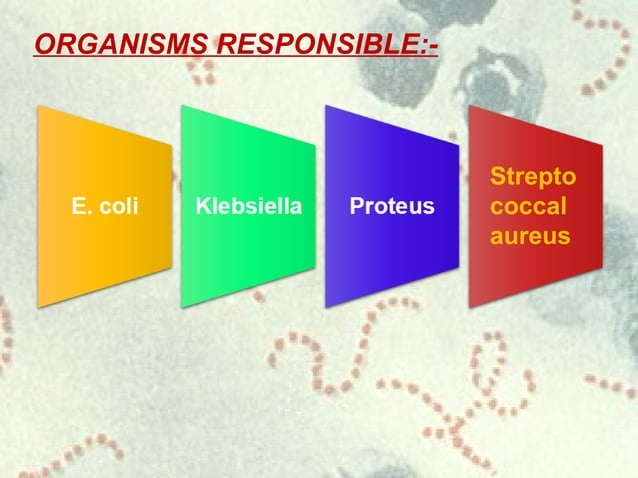 ORGANISMS RESPONSIBLE:-
E. coli
Klebsiella
Proteus
Strepto
coccal
aureus